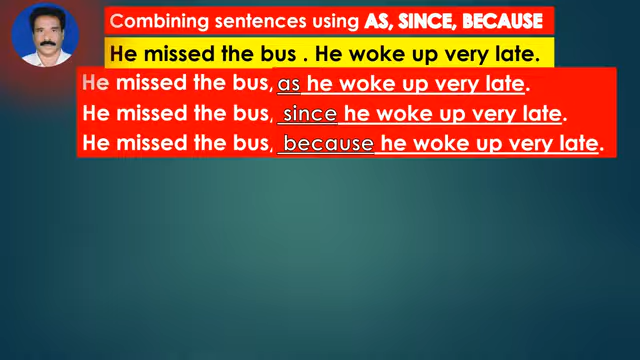 Combining sentences using AS, SINCE, BECAUSE
He missed the bus . He woke up very late.
He missed the bus, as he woke up very late.
He missed the bus, since he woke up very late.
He missed the bus, because he woke up very late.